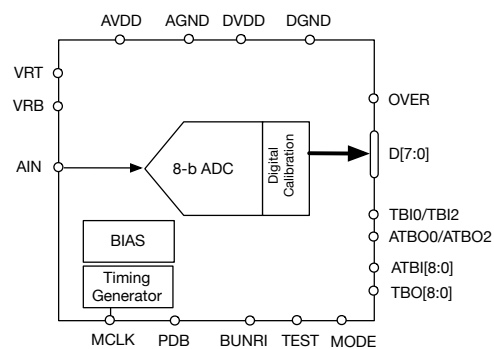 AVDD AGND DVDD DGND
VRT
VRB
AIN
8-b ADC
Digital
Calibration
OVER
D[7:0]
TBI0/TBI2
ATBO0/ATBO2
ATBI[8:0]
TBO[8:0]
BIAS
Timing
Generator
MCLK PDB BUNRI TEST MODE